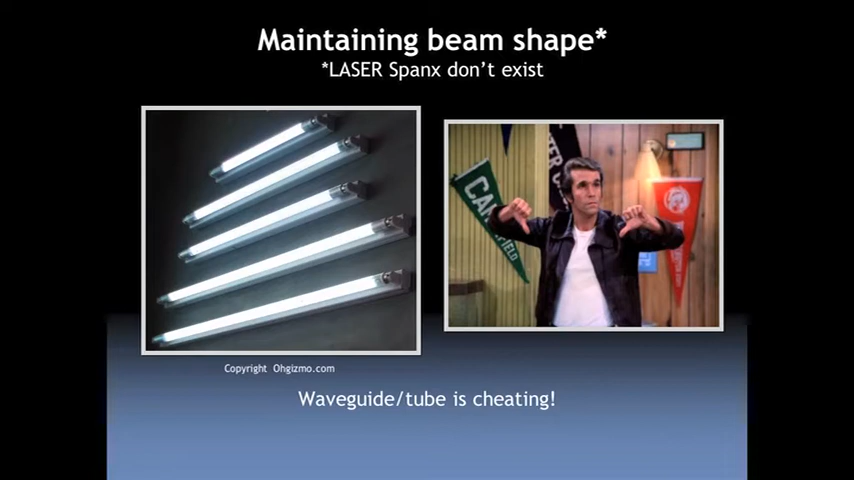 Maintaining beam shape*
*LASER Spanx don't exist
Copyright Ohgizmo.com
Waveguide/tube is cheating!